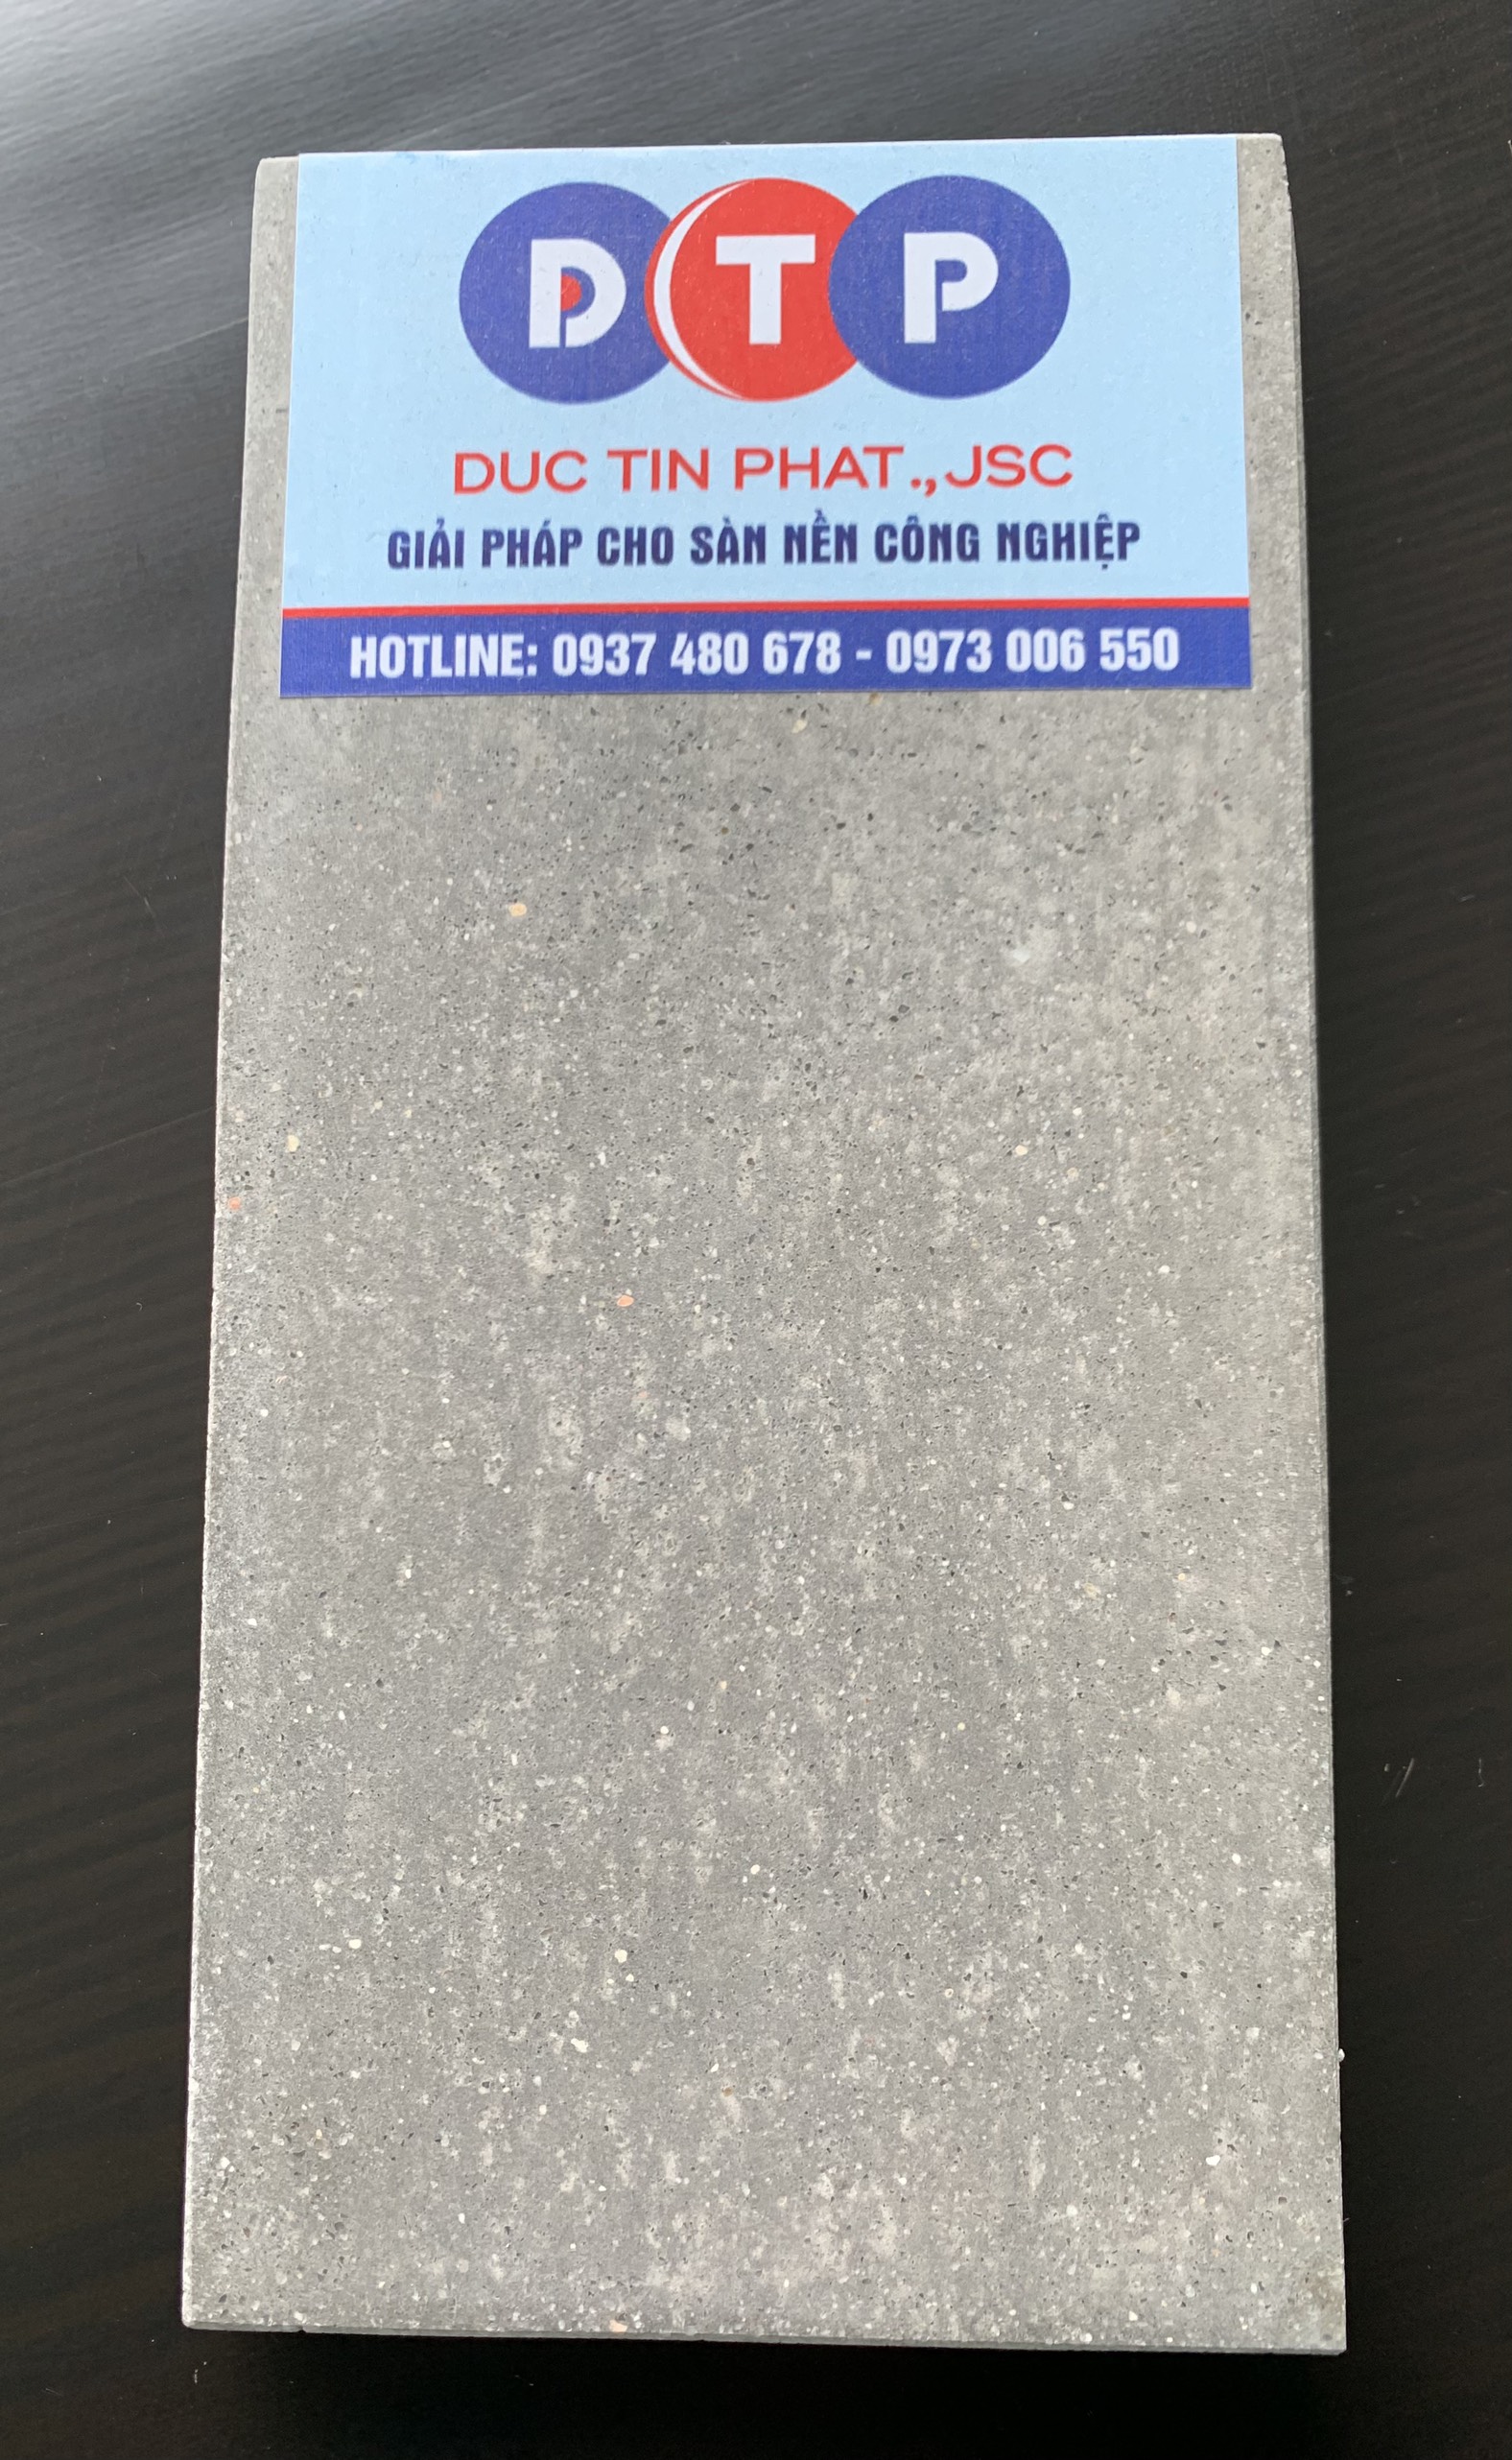 DTP
DUC TIN PHAT.,JSC
GIẢI PHÁP CHO SÀN NỀN CÔNG NGHIỆP
HOTLINE: 0937 480 678 - 0973 006 550